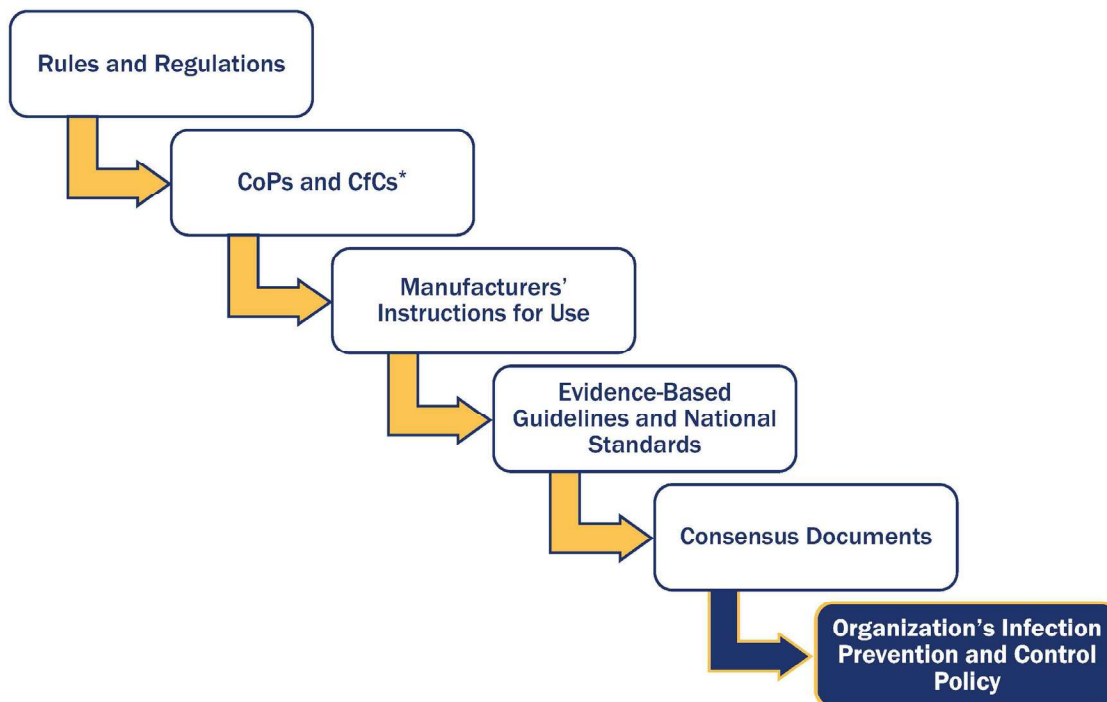 Rules and Regulations
CoPs and CfCs*
Manufacturers’
Instructions for Use
Evidence-Based
Guidelines and National
Standards
Consensus Documents
Organization’s Infection
Prevention and Control
Policy